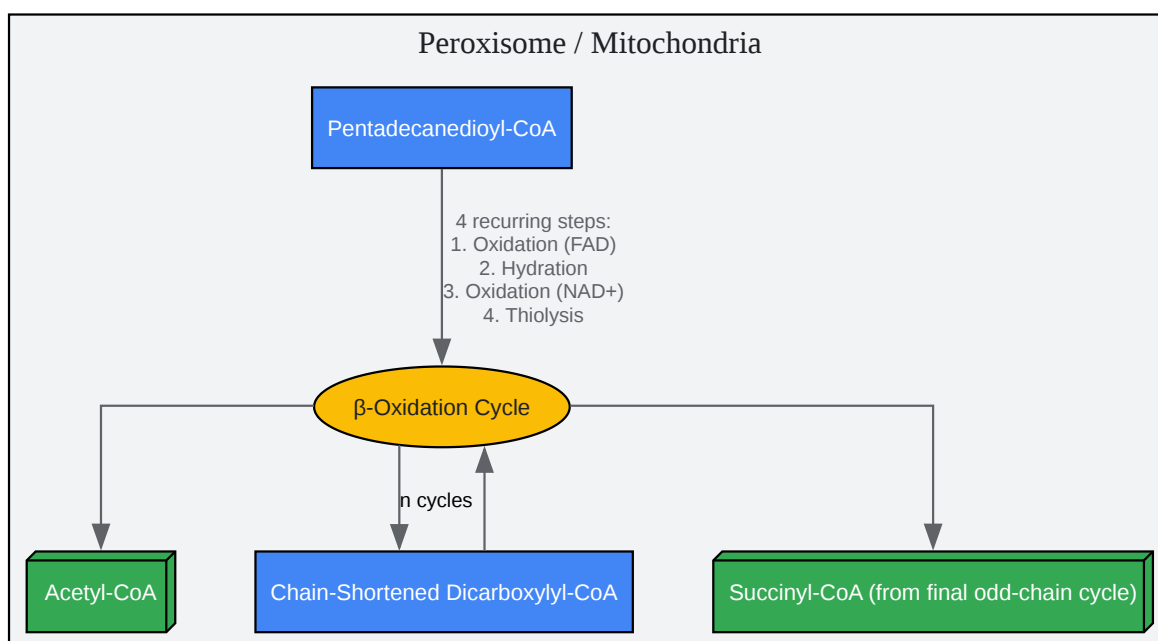 Peroxisome / Mitochondria
Pentadecanedioyl-CoA
4 recurring steps:
1. Oxidation (FAD)
2. Hydration
3. Oxidation (NAD+)
4. Thiolysis
β-Oxidation Cycle
n cycles
Acetyl-CoA
Chain-Shortened Dicarboxylyl-CoA
Succinyl-CoA (from final odd-chain cycle)